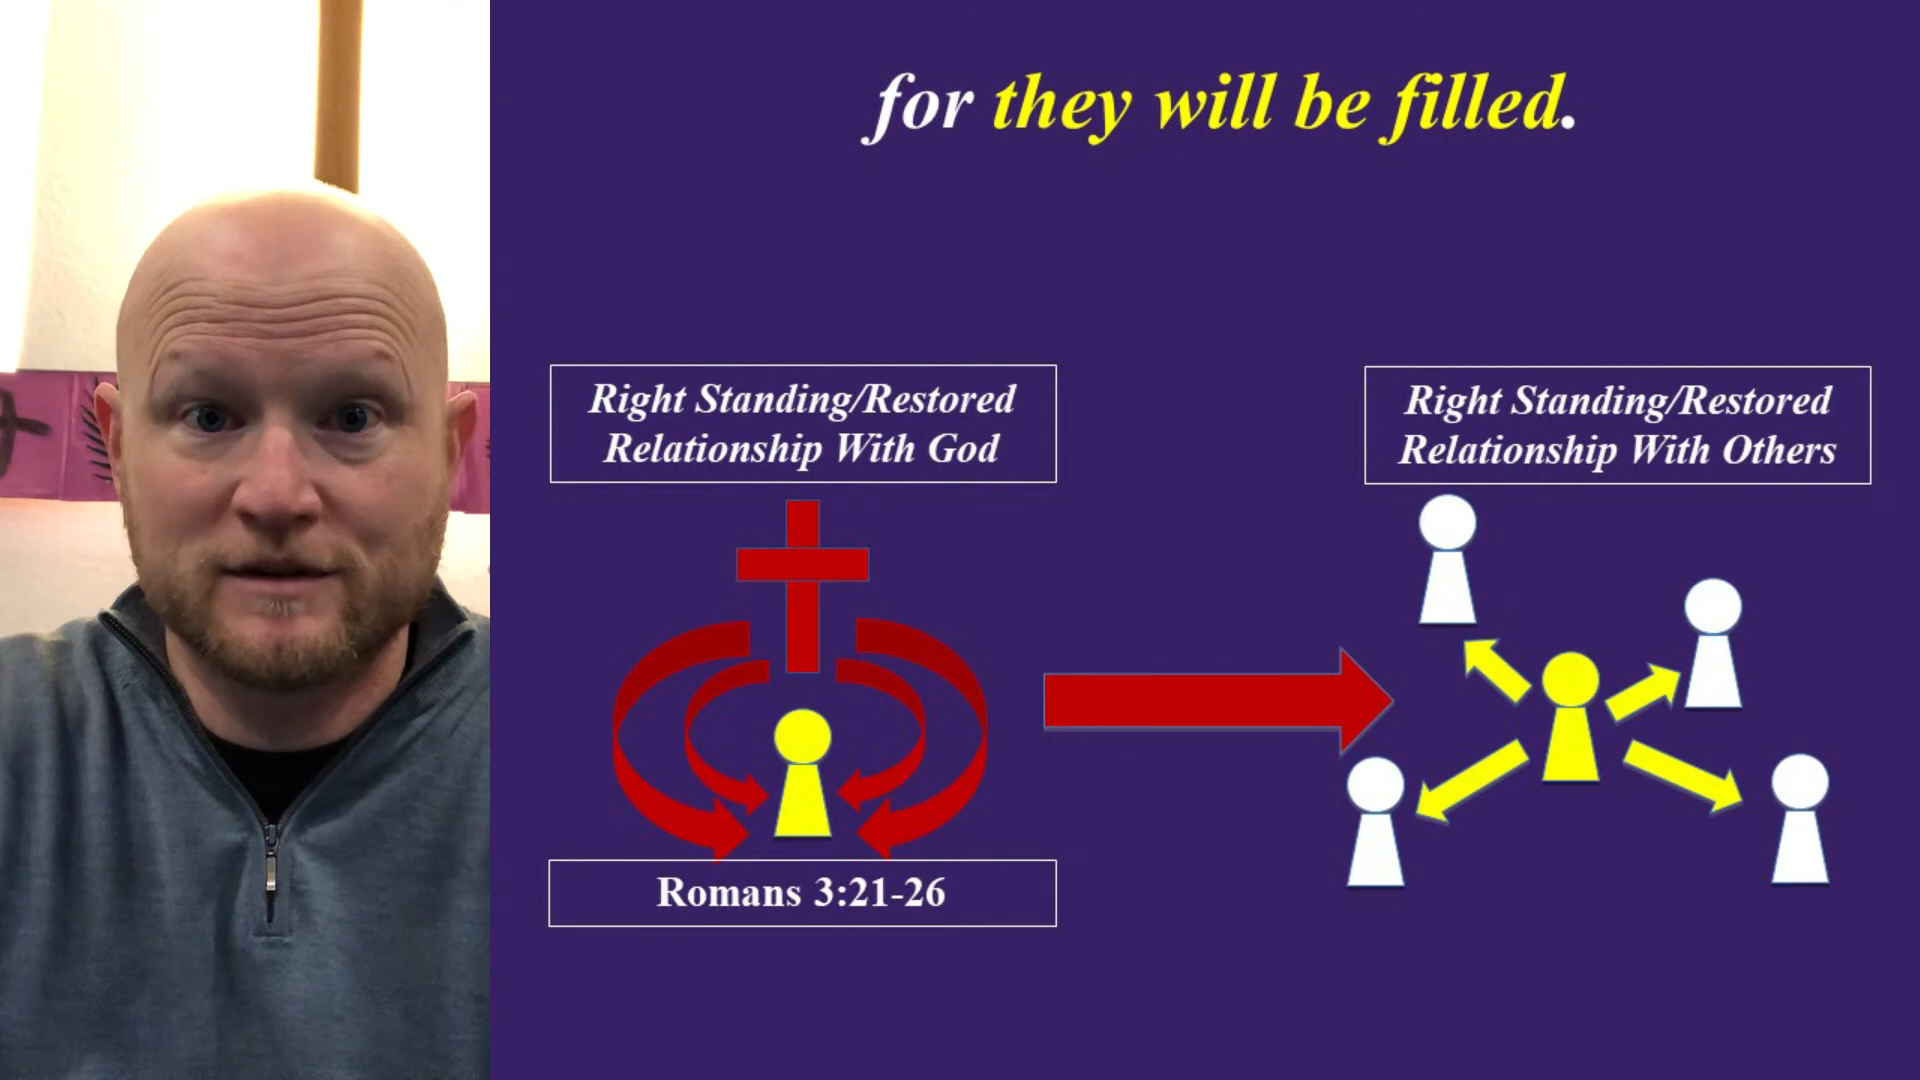 for they will be filled.
Right Standing/Restored
Relationship With God
Right Standing/Restored
Relationship With Others
Romans 3:21-26